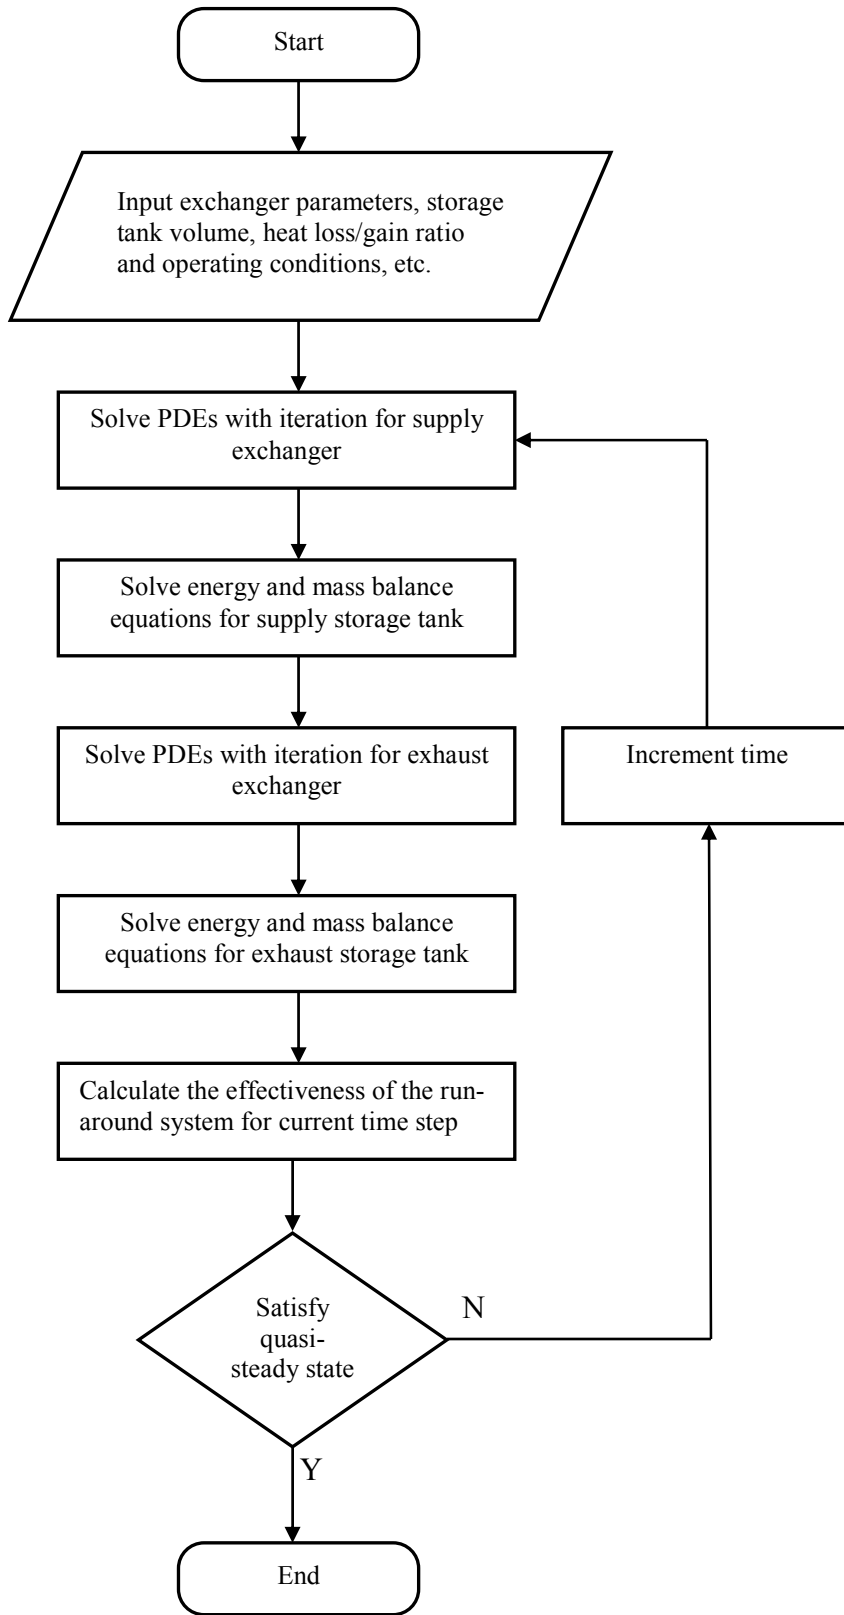 Start
Input exchanger parameters, storage
tank volume, heat loss/gain ratio
and operating conditions, etc.
Solve PDEs with iteration for supply
exchanger
Solve energy and mass balance
equations for supply storage tank
Solve PDEs with iteration for exhaust
exchanger
Increment time
Solve energy and mass balance
equations for exhaust storage tank
Calculate the effectiveness of the run-
around system for current time step
Satisfy
quasi-
steady state
N
Y
End